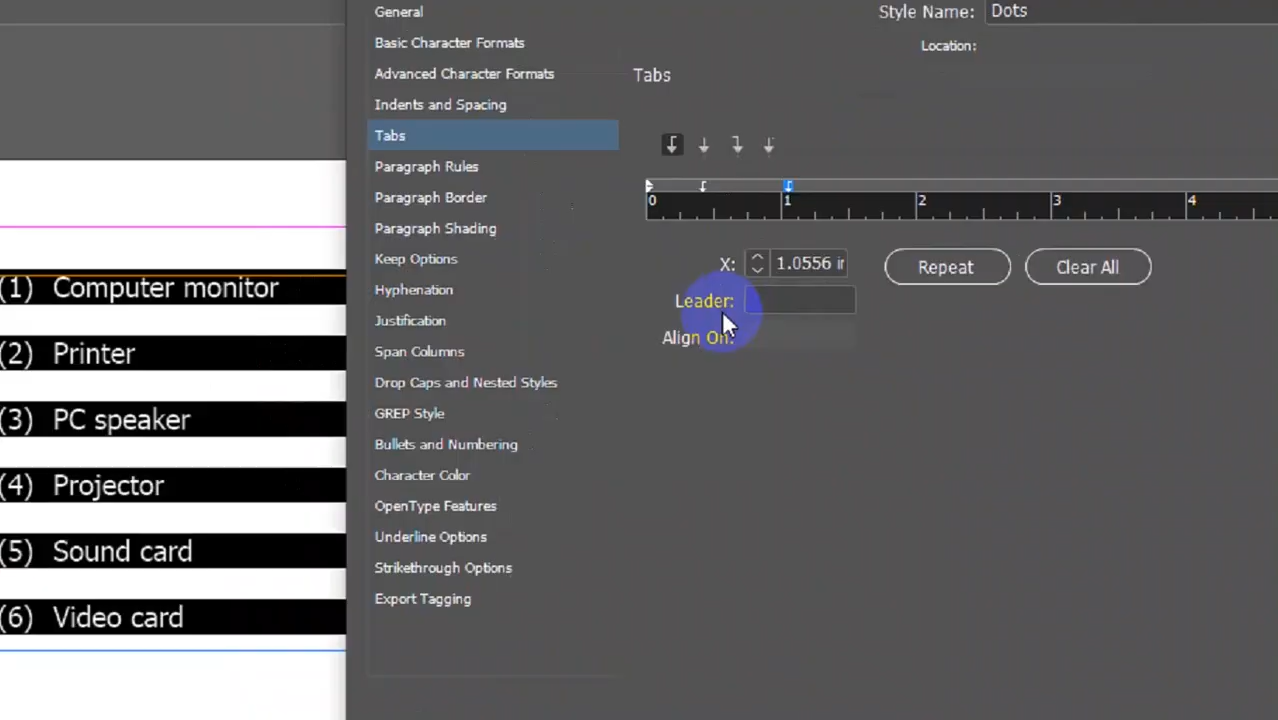 General
Style Name: Dots
Basic Character Formats
Location:
Advanced Character Formats
Tabs
Indents and Spacing
Tabs
Paragraph Rules
Paragraph Border
0 1 2 3 4
Paragraph Shading
Keep Options
X: 1.0556 in
Repeat
Clear All
(1) Computer monitor
Hyphenation
Leader:
Justification
Align On:
(2) Printer
Span Columns
Drop Caps and Nested Styles
(3) PC speaker
GREP Style
Bullets and Numbering
Character Color
(4) Projector
OpenType Features
Underline Options
(5) Sound card
Strikethrough Options
Export Tagging
(6) Video card